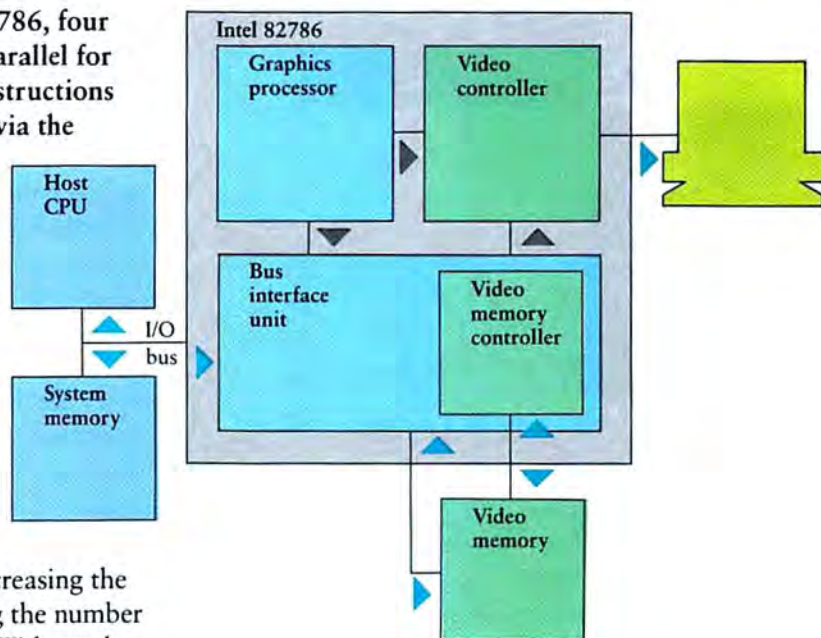 786, four
arallel for
structions
via the
Intel 82786
Graphics
processor
Video
controller
Host
CPU
Bus
interface
unit
Video
memory
controller
I/O
bus
System
memory
Video
memory
creasing the
g the number